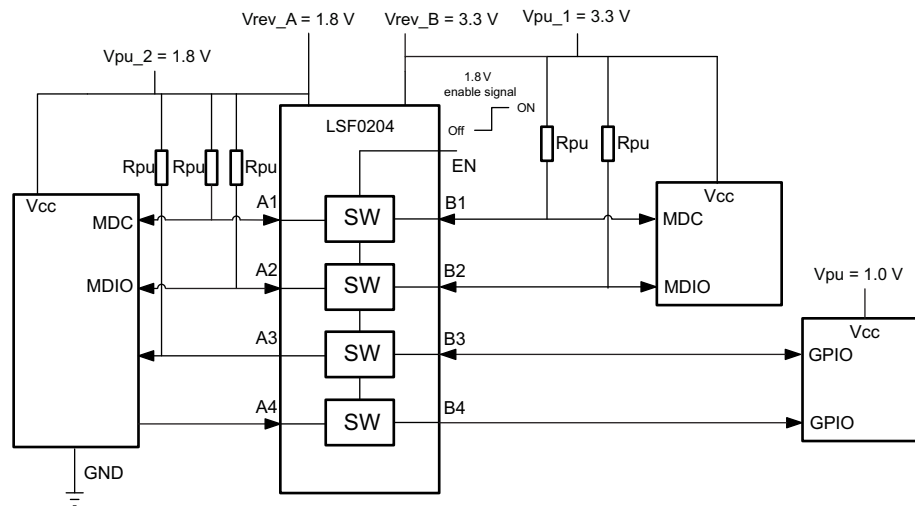 Vrev_A = 1.8 V
Vrev_B = 3.3 V
Vpu_1 = 3.3 V
Vpu_2 = 1.8 V
1.8 V
enable signal
ON
Off
LSF0204
EN
Rpu
Rpu
Rpu
Rpu
Rpu
Vcc
MDC
A1
SW
B1
Vcc
MDC
MDIO
A2
SW
B2
MDIO
Vpu = 1.0 V
A3
SW
B3
Vcc
GPIO
A4
SW
B4
GPIO
GND